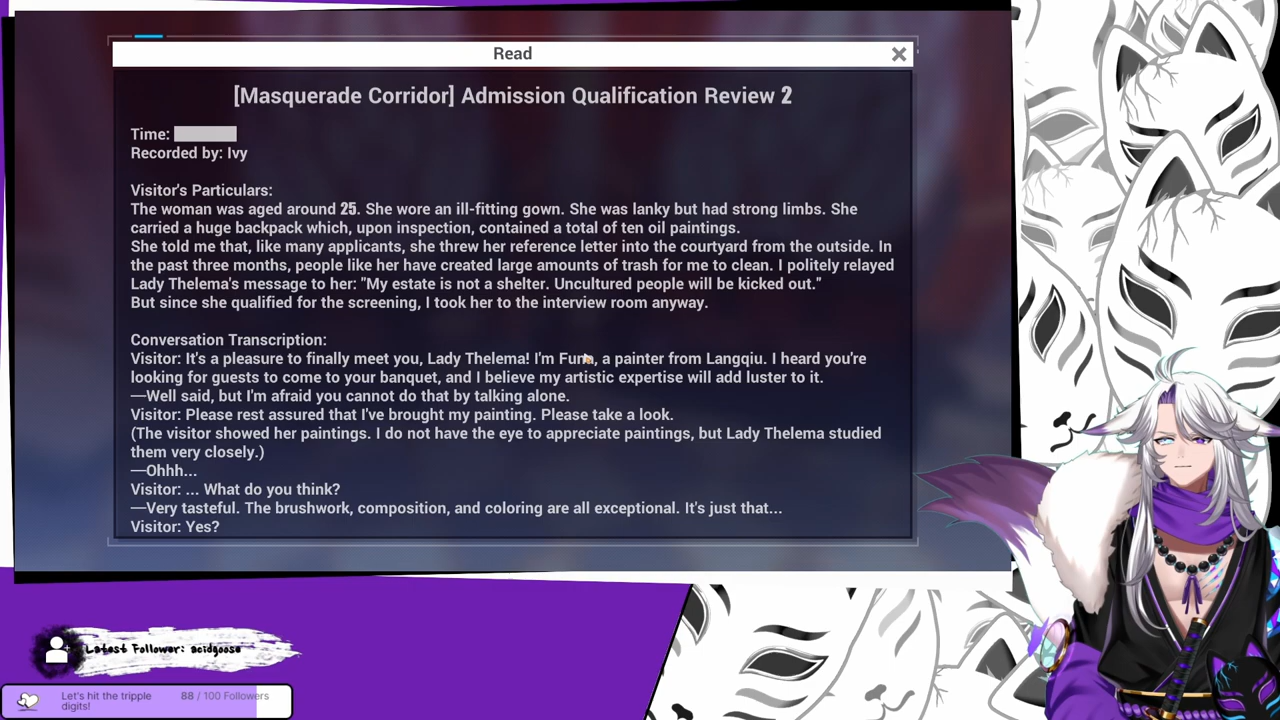 Read
[Masquerade Corridor] Admission Qualification Review 2
Time:
Recorded by: Ivy
Visitor's Particulars:
The woman was aged around 25. She wore an ill-fitting gown. She was lanky but had strong limbs. She
carried a huge backpack which, upon inspection, contained a total of ten oil paintings.
She told me that, like many applicants, she threw her reference letter into the courtyard from the outside. In
the past three months, people like her have created large amounts of trash for me to clean. I politely relayed
Lady Thelema's message to her: "My estate is not a shelter. Uncultured people will be kicked out."
But since she qualified for the screening, I took her to the interview room anyway.
Conversation Transcription:
Visitor: It's a pleasure to finally meet you, Lady Thelema! I'm Funa, a painter from Langqiu. I heard you're
looking for guests to come to your banquet, and I believe my artistic expertise will add luster to it.
—Well said, but I'm afraid you cannot do that by talking alone.
Visitor: Please rest assured that I've brought my painting. Please take a look.
(The visitor showed her paintings. I do not have the eye to appreciate paintings, but Lady Thelema studied
them very closely.)
—Ohhh...
Visitor: ... What do you think?
—Very tasteful. The brushwork, composition, and coloring are all exceptional. It's just that...
Visitor: Yes?
Latest Follower: acidgoose
Let's hit the tripple
digits!
88 / 100 Followers